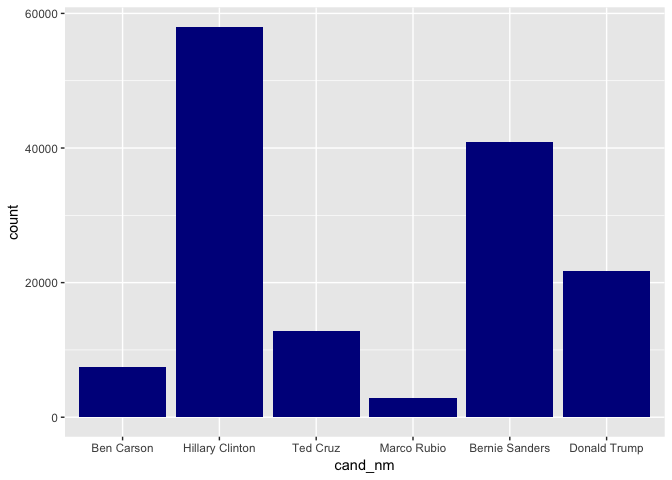 60000
40000
20000
0
count
Ben Carson Hillary Clinton Ted Cruz Marco Rubio Bernie Sanders Donald Trump
cand_nm